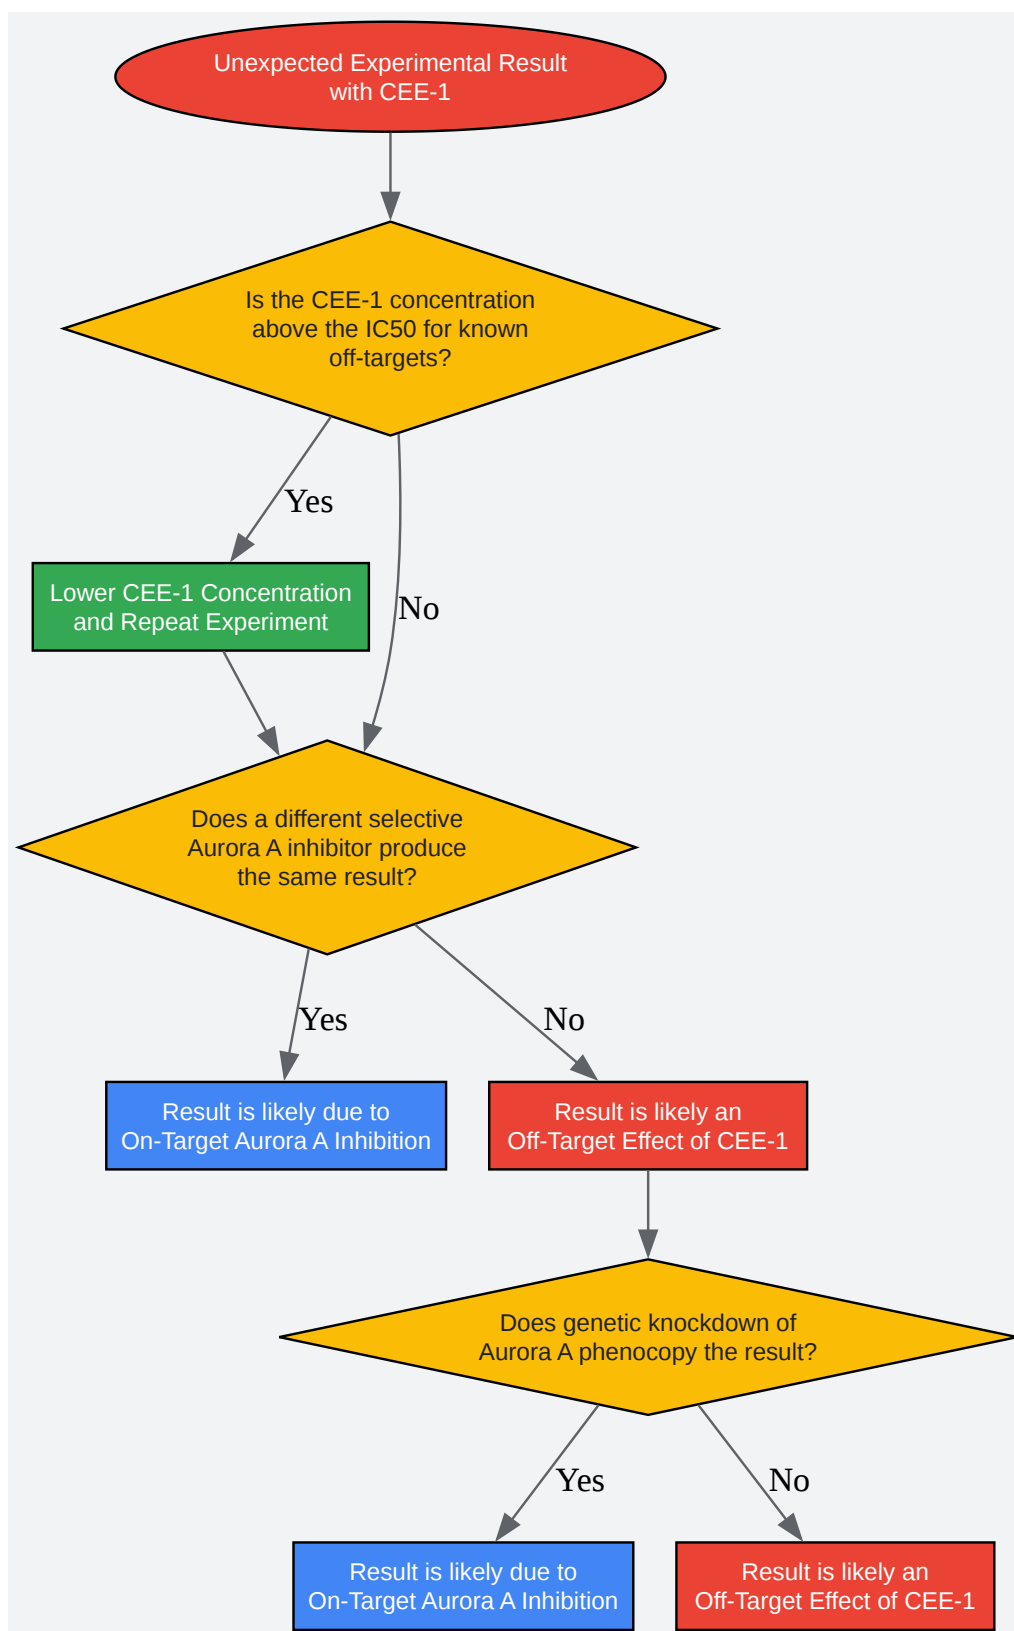 Unexpected Experimental Result
with CEE-1
Is the CEE-1 concentration
above the IC50 for known
off-targets?
Yes
Lower CEE-1 Concentration
and Repeat Experiment
No
Does a different selective
Aurora A inhibitor produce
the same result?
Yes
No
Result is likely due to
On-Target Aurora A Inhibition
Result is likely an
Off-Target Effect of CEE-1
Does genetic knockdown of
Aurora A phenocopy the result?
Yes
No
Result is likely due to
On-Target Aurora A Inhibition
Result is likely an
Off-Target Effect of CEE-1